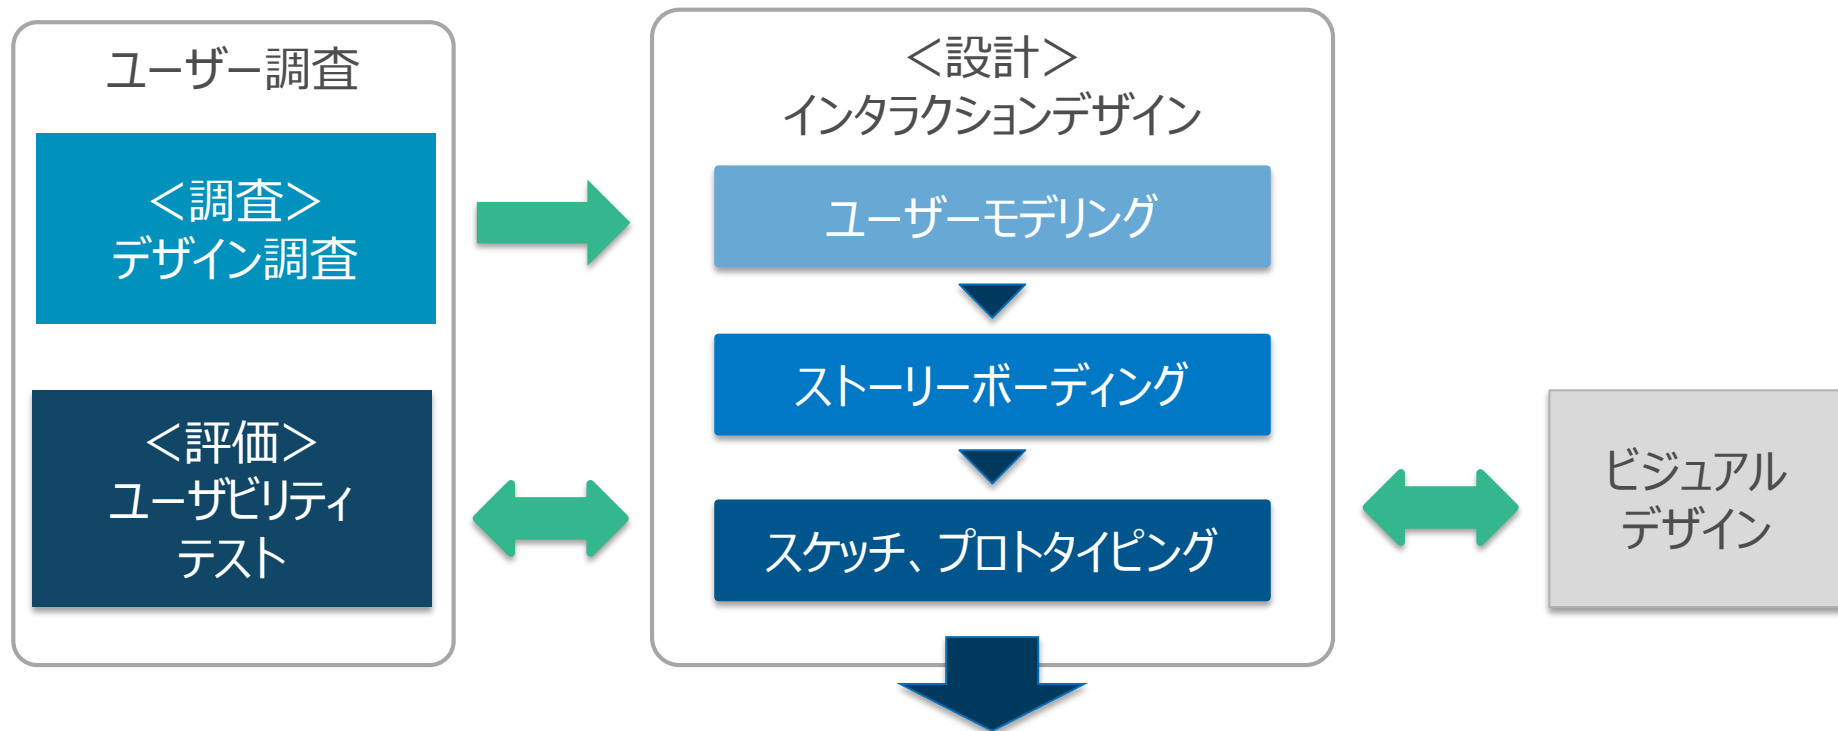 ユーザー調査
＜調査＞
デザイン調査
＜評価＞
ユーザビリティ
テスト
＜設計＞
インタラクションデザイン
ユーザーモデリング
ストーリーボーディング
スケッチ、プロトタイピング
ビジュアル
デザイン